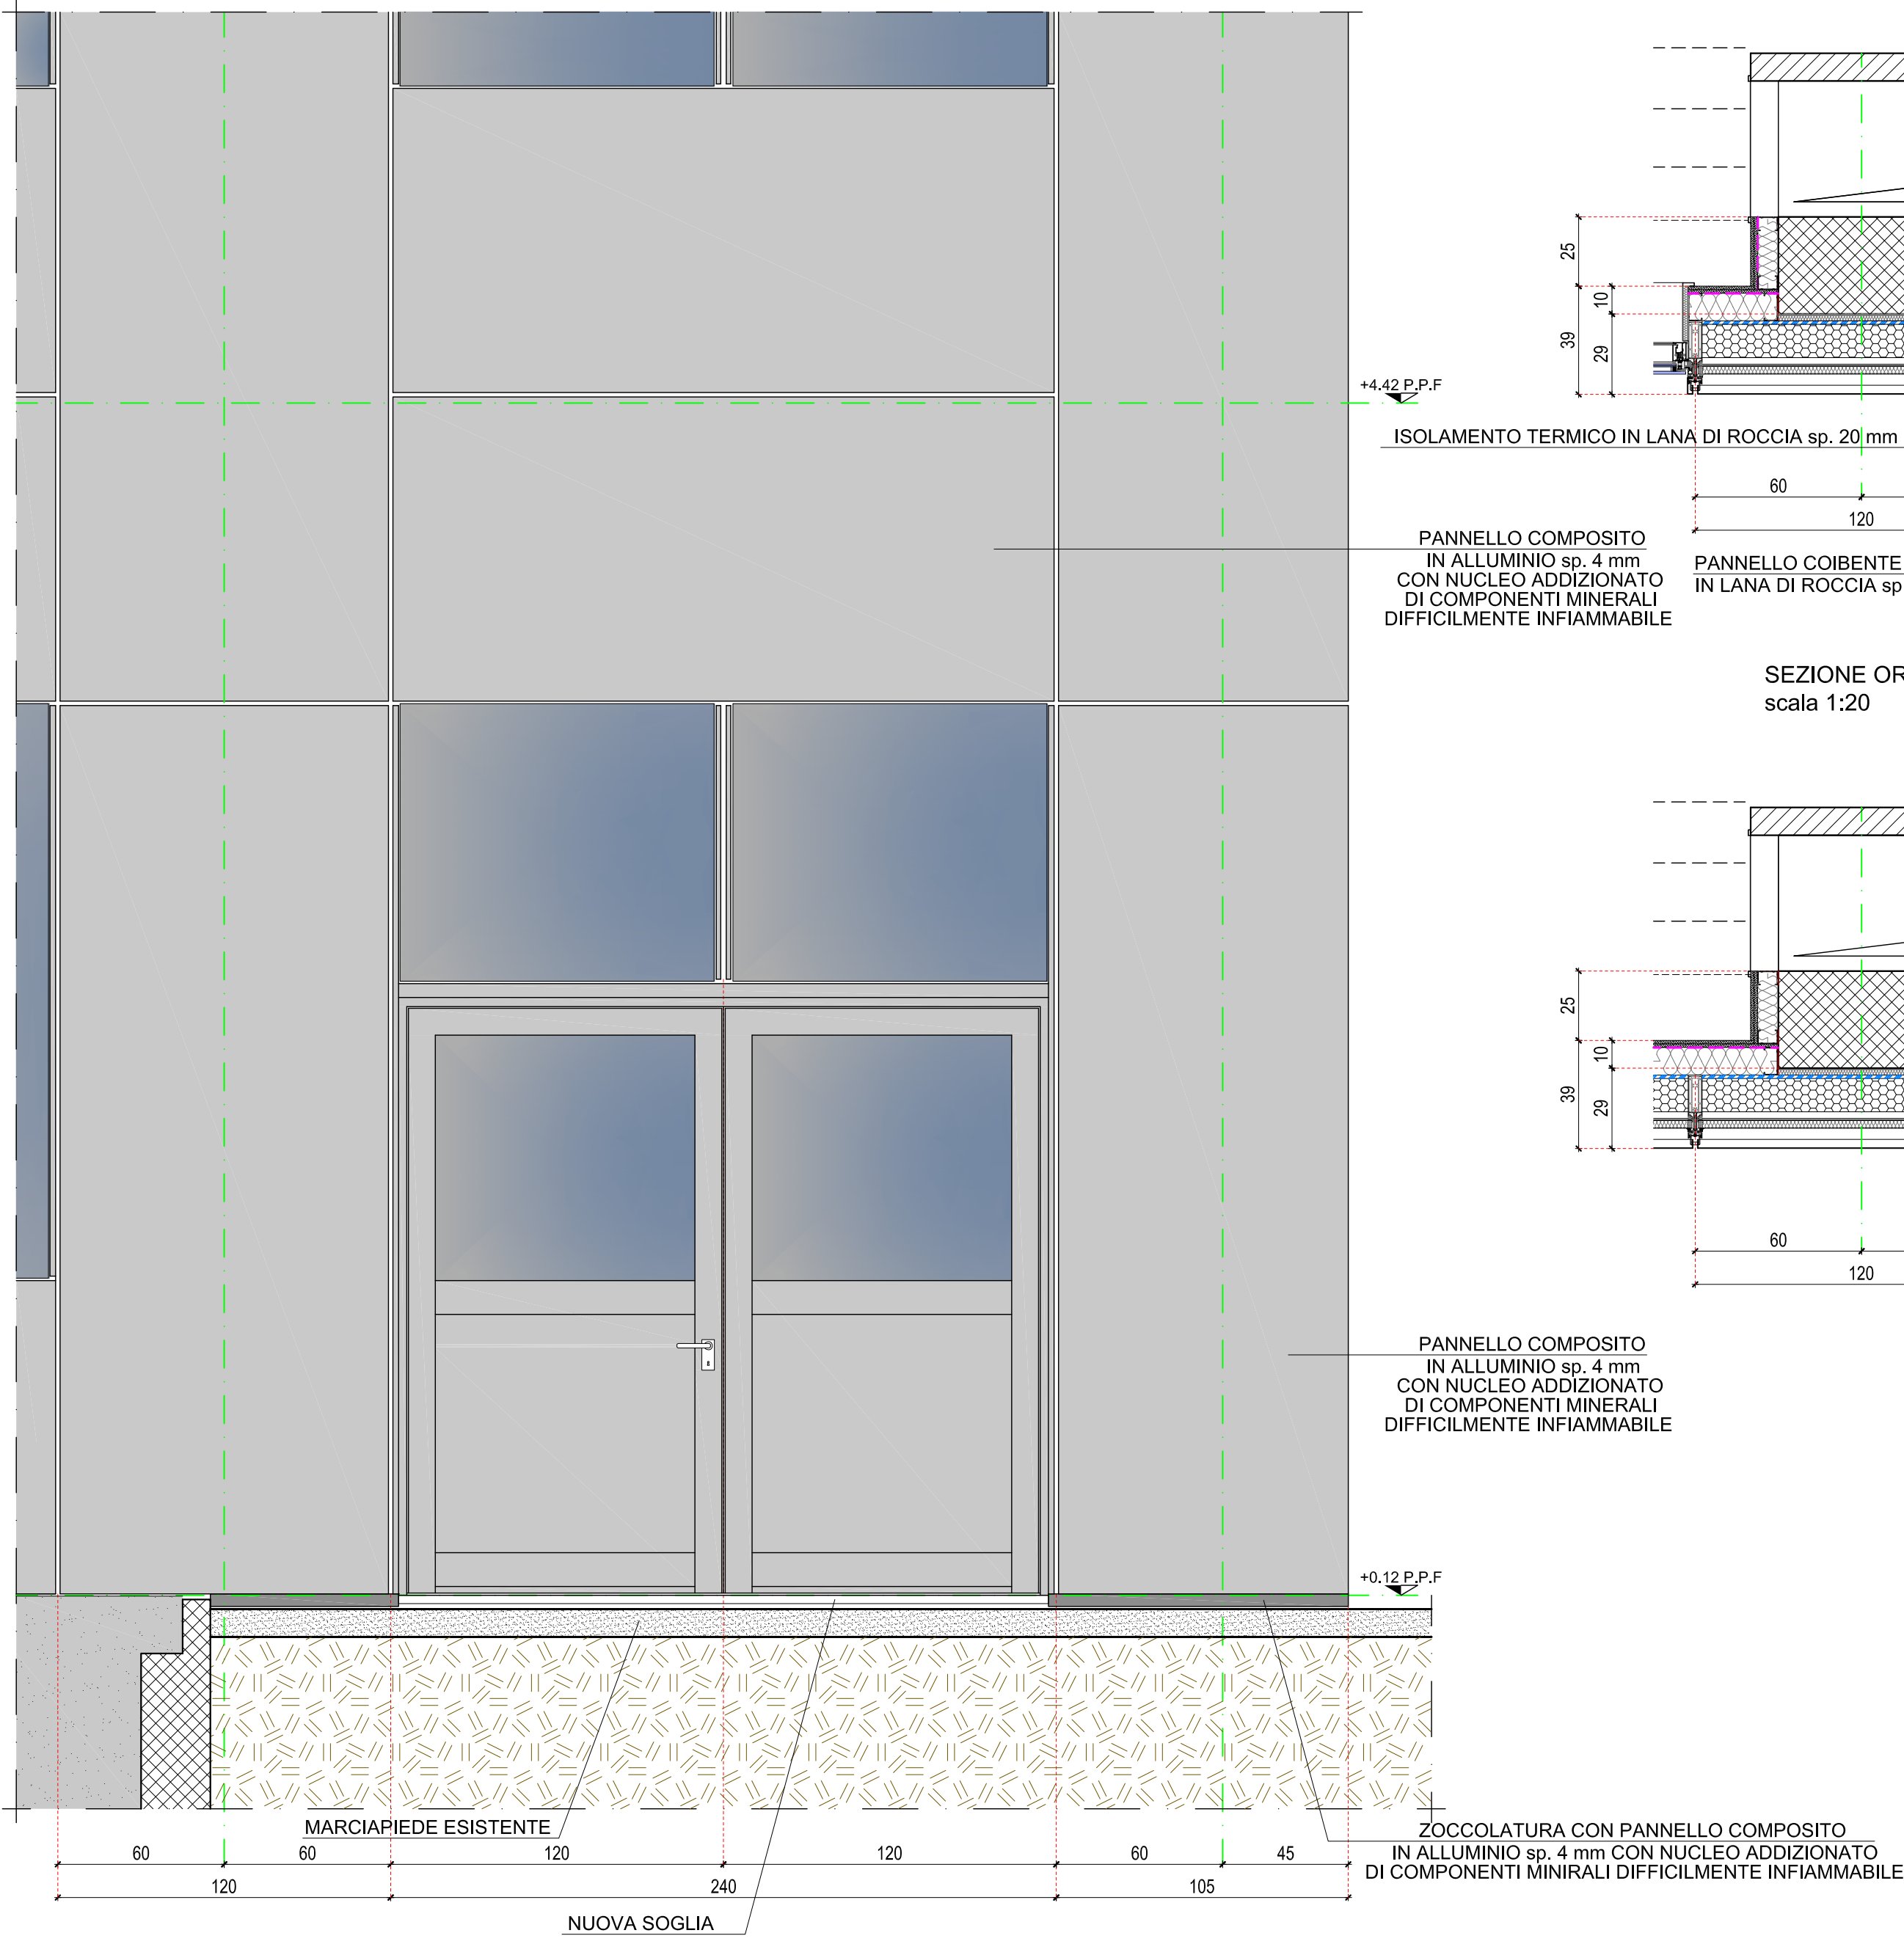 25
10
39
29
+4.42 P.P.F
ISOLAMENTO TERMICO IN LANA DI ROCCIA sp. 20 mm
60
120
PANNELLO COMPOSITO
IN ALLUMINIO sp. 4 mm
CON NUCLEO ADDIZIONATO
DI COMPONENTI MINERALI
DIFFICILMENTE INFIAMMABILE
PANNELLO COIBENTE
IN LANA DI ROCCIA sp
SEZIONE OR
scala 1:20
25
10
39
29
60
120
PANNELLO COMPOSITO
IN ALLUMINIO sp. 4 mm
CON NUCLEO ADDIZIONATO
DI COMPONENTI MINERALI
DIFFICILMENTE INFIAMMABILE
+0.12 P.P.F
MARCIAPIEDE ESISTENTE
ZOCCOLATURA CON PANNELLO COMPOSITO
IN ALLUMINIO sp. 4 mm CON NUCLEO ADDIZIONATO
DI COMPONENTI MINIRALI DIFFICILMENTE INFIAMMABILE
60 60 120 120 60 45
120 240 105
NUOVA SOGLIA